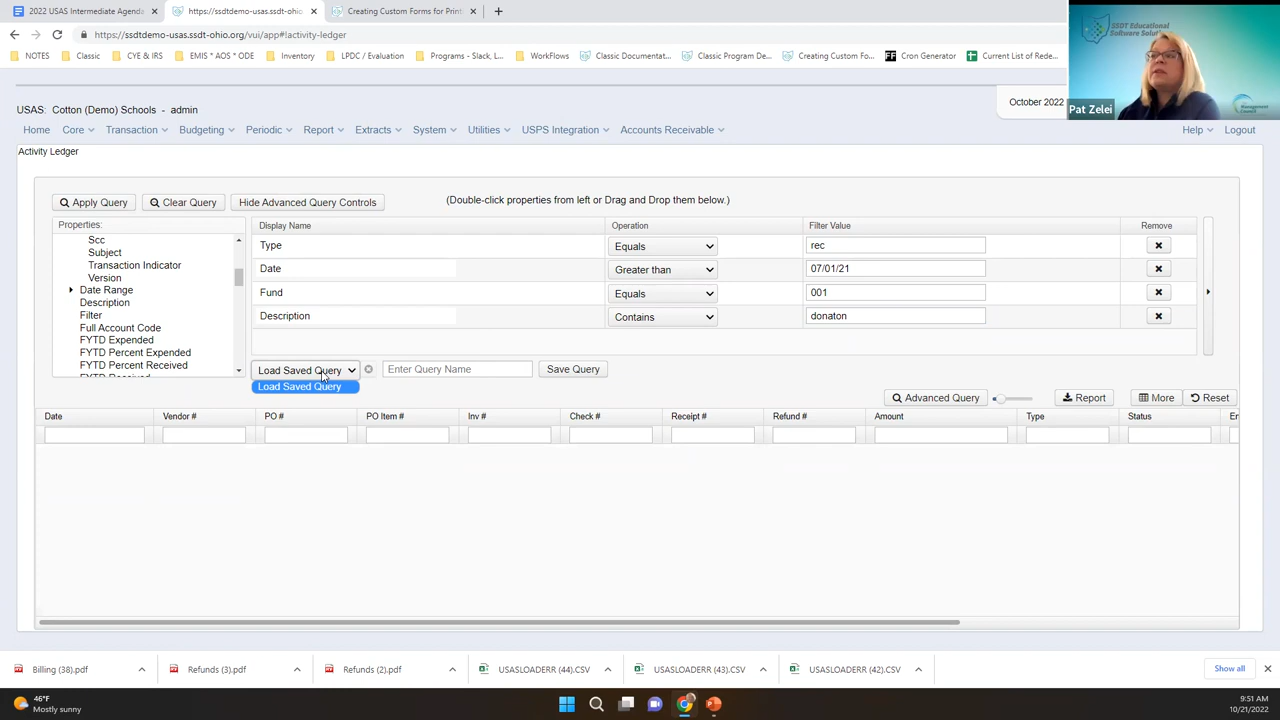 2022 USAS Intermediate Agenda
https://ssdtdemo-usas.ssdt-ohio
Creating Custom Forms for Print
https://ssdtdemo-usas.ssdt-ohio.org/vui/app#!activity-ledger
NOTES
Classic
CYE & IRS
EMIS * AOS * ODE
Inventory
LPDC / Evaluation
Programs – Slack, L...
WorkFlows
Classic Documentat...
Classic Program De...
Creating Custom Fo...
Cron Generator
Current List of Rede...
SSDT Educational
Software Soluti
Management
Council
Pat Zelei
USAS: Cotton (Demo) Schools - admin
October 2022
Home Core Transaction Budgeting Periodic Report Extracts System Utilities USPS Integration Accounts Receivable Help Logout
Activity Ledger
Apply Query Clear Query Hide Advanced Query Controls (Double-click properties from left or Drag and Drop them below.)
Properties:
Scc
Subject
Transaction Indicator
Version
Date Range
Description
Filter
Full Account Code
FYTD Expended
FYTD Percent Expended
FYTD Percent Received
FYTD Received
Display Name Operation Filter Value Remove
Type Equals rec
Date Greater than 07/01/21
Fund Equals 001
Description Contains donaton
Load Saved Query Enter Query Name Save Query
Load Saved Query
Advanced Query Report More Reset
Date Vendor # PO # PO Item # Inv # Check # Receipt # Refund # Amount Type Status En
Billing (38).pdf
Refunds (3).pdf
Refunds (2).pdf
USASLOADERR (44).CSV
USASLOADERR (43).CSV
USASLOADERR (42).CSV
Show all
46°F
Mostly sunny
9:51 AM
10/21/2022